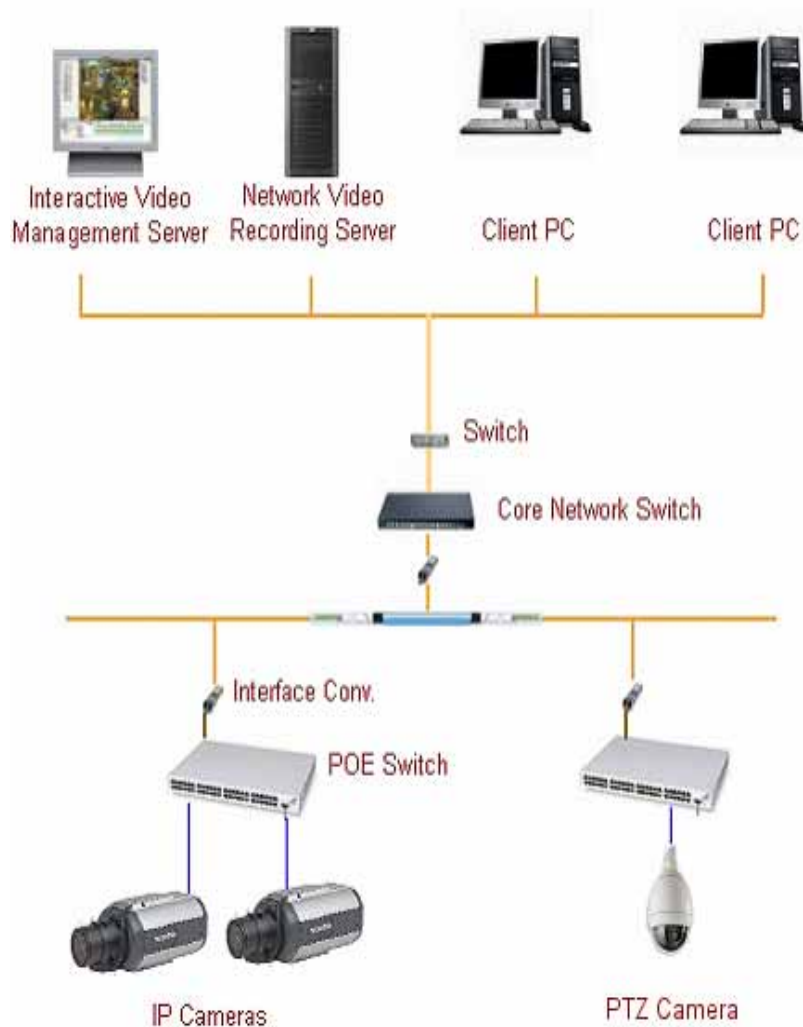 Interactive Video
Management Server
Network Video
Recording Server
Client PC
Client PC
Switch
Core Network Switch
Interface Conv.
POE Switch
IP Cameras
PTZ Camera